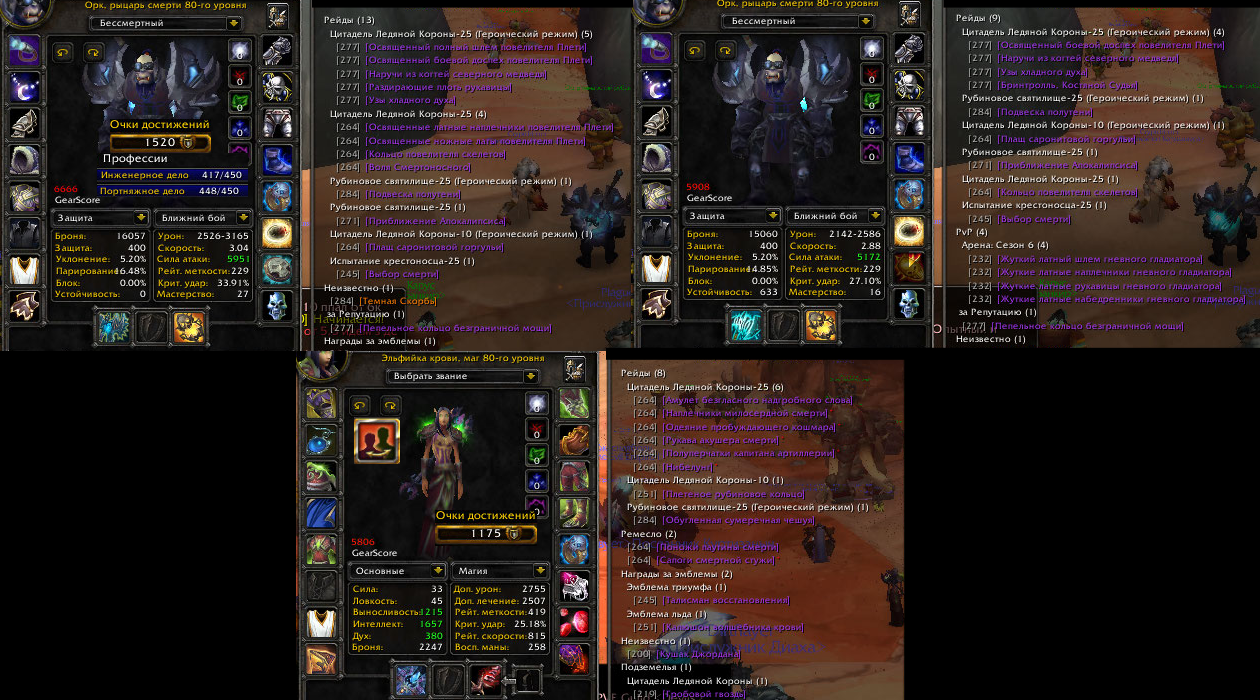 Орк, рыцарь смерти 80-го уровня
Бессмертный
0
0
0
0
Очки достижений
1520
Профессии
Инженерное дело 417/450
Портняжное дело 448/450
6666
GearScore
Защита
Ближний бой
Броня: 16057
Защита: 400
Уклонение: 5.20%
Парирование: 16.48%
Блок: 0.00%
Устойчивость: 0
Урон: 2526-3165
Скорость: 3.04
Сила атаки: 5951
Рейт. меткости: 229
Крит. удар: 33.91%
Мастерство: 27
Рейды (13)
Цитадель Ледяной Короны-25 (Героический режим) (5)
[277] [Освященный полный шлем повелителя Плети]
[277] [Освященный боевой доспех повелителя Плети]
[277] [Наручи из когтей северного медведя]
[277] [Раздирающие плоть рукавицы]
[277] [Узы хладного духа]
Цитадель Ледяной Короны-25 (4)
[264] [Освященные латные наплечники повелителя Плети]
[264] [Освященные ножные латы повелителя Плети]
[264] [Кольцо повелителя скелетов]
[264] [Воля Смертоносного]
Рубиновое святилище-25 (Героический режим) (1)
[284] [Подвеска полутени]
Рубиновое святилище-25 (1)
[271] [Приближение Апокалипсиса]
Цитадель Ледяной Короны-10 (Героический режим) (1)
[264] [Плащ саронитовой горгульи]
Испытание крестоносца-25 (1)
[245] [Выбор смерти]
Неизвестно (1)
[284] [Темная Скорбь]
за Репутацию (1)
[277] [Пепельное кольцо безграничной мощи]
Награды за эмблемы (1)
Орк, рыцарь смерти 80-го уровня
Бессмертный
0
0
0
0
5908
GearScore
Защита
Ближний бой
Броня: 15060
Защита: 400
Уклонение: 5.20%
Парирование: 14.85%
Блок: 0.00%
Устойчивость: 633
Урон: 2142-2586
Скорость: 2.88
Сила атаки: 5172
Рейт. меткости: 229
Крит. удар: 27.10%
Мастерство: 16
Рейды (9)
Цитадель Ледяной Короны-25 (Героический режим) (4)
[277] [Освященный боевой доспех повелителя Плети]
[277] [Наручи из когтей северного медведя]
[277] [Узы хладного духа]
[277] [Бринтролль, Костяной Судья]
Рубиновое святилище-25 (Героический режим) (1)
[284] [Подвеска полутени]
Цитадель Ледяной Короны-10 (Героический режим) (1)
[264] [Плащ саронитовой горгульи]
Рубиновое святилище-25 (1)
[271] [Приближение Апокалипсиса]
Цитадель Ледяной Короны-25 (1)
[264] [Кольцо повелителя скелетов]
Испытание крестоносца-25 (1)
[245] [Выбор смерти]
PvP (4)
Арена: Сезон 6 (4)
[232] [Жуткий латный шлем гневного гладиатора]
[232] [Жуткие латные наплечники гневного гладиатора]
[232] [Жуткие латные рукавицы гневного гладиатора]
[232] [Жуткие латные набедренники гневного гладиатора]
за Репутацию (1)
[277] [Пепельное кольцо безграничной мощи]
Неизвестно (1)
Эльфийка крови, маг 80-го уровня
Выбрать звание
0
0
0
0
0
Очки достижений
1175
5806
GearScore
Основные
Магия
Сила: 33
Ловкость: 45
Выносливость: 1215
Интеллект: 1657
Дух: 380
Броня: 2247
Доп. урон: 2755
Доп. лечение: 2507
Рейт. меткости: 419
Крит. удар: 25.18%
Рейт. скорости: 815
Восп. маны: 258
Рейды (8)
Цитадель Ледяной Короны-25 (6)
[264] [Амулет безгласного надгробного слова]
[264] [Наплечники милосердной смерти]
[264] [Одеяние пробуждающего кошмара]
[264] [Рукава акушера смерти]
[264] [Полуперчатки капитана артиллерии]
[264] [Нибелунг]
Цитадель Ледяной Короны-10 (1)
[251] [Плетеное рубиновое кольцо]
Рубиновое святилище-25 (Героический режим) (1)
[284] [Обугленная сумеречная чешуя]
Ремесло (2)
[264] [Поножи паутины смерти]
[264] [Сапоги смертной стужи]
Награды за эмблемы (2)
Эмблема триумфа (1)
[245] [Талисман восстановления]
Эмблема льда (1)
[251] [Капюшон волшебника крови]
Неизвестно (1)
[200] [Кушак Джордана]
Подземелья (1)
Цитадель Ледяной Короны (1)
[219] [Гробовой гвоздь]